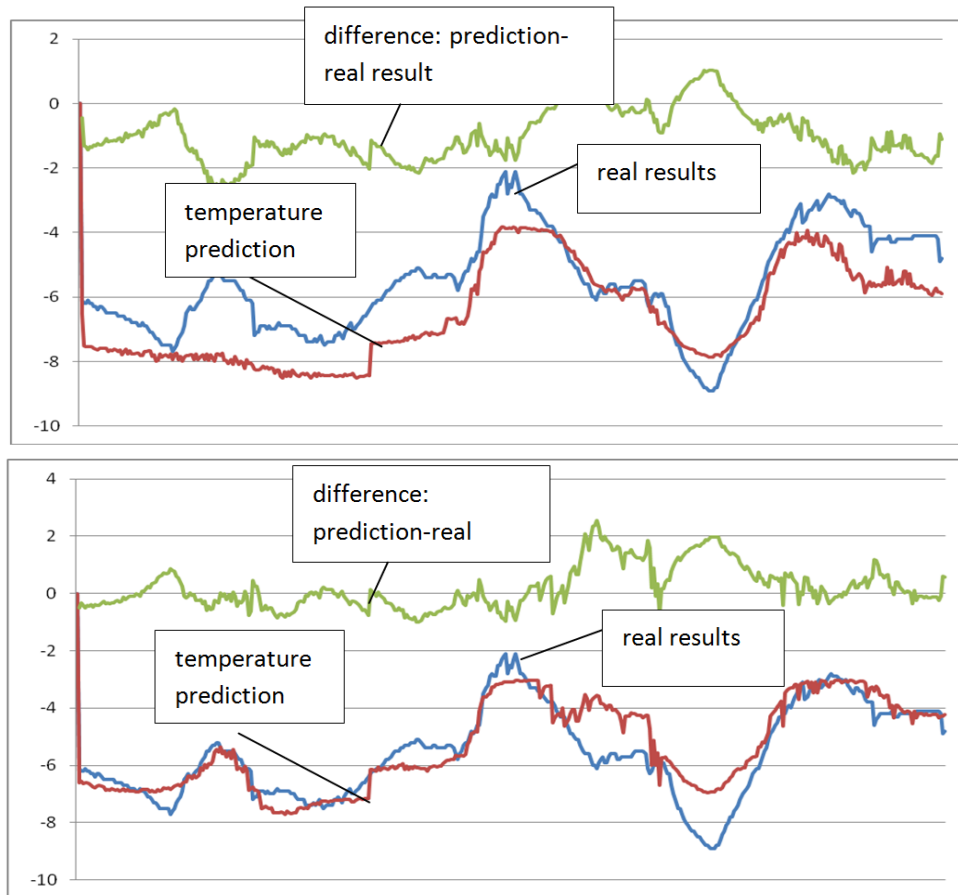 difference: prediction-
real result
real results
temperature
prediction
2
0
-2
-4
-6
-8
-10
difference:
prediction-real
real results
temperature
prediction
4
2
0
-2
-4
-6
-8
-10